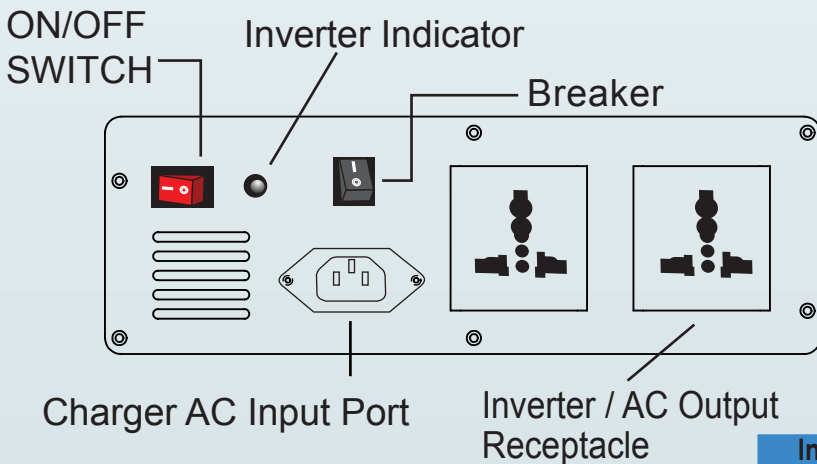 ON/OFF
SWITCH
Inverter Indicator
Breaker
Charger AC Input Port
Inverter / AC Output
Receptacle